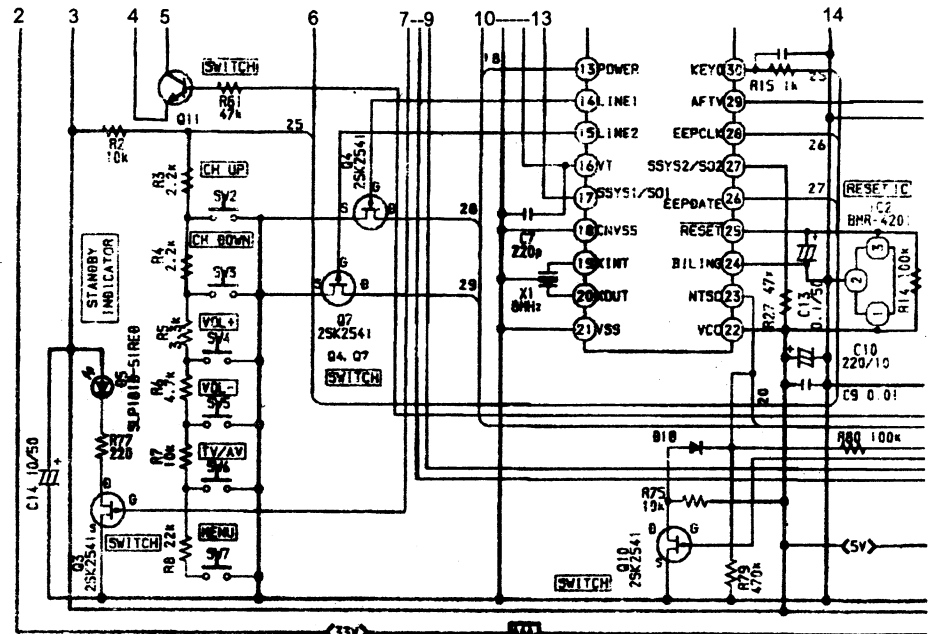 2 3 4 5 6 7--9 10-----13 14
SWITCH
R61
47k
Q11
25
R2
10k
R3
2.2k
CH UP
SW2
R4
2.2k
CH DOWN
SW3
STANDBY
INDICATOR
R5
VOL+
SW4
R6
4.7k
VOL-
SW5
R7
10k
TV/AV
SW6
R8 22k
MENU
SW7
R77
220
C14 10/50
+
D
G
S
Q3
2SK2541
SWITCH
Q4
2SK2541
G
S
28
G
S
29
Q7
2SK2541
Q4, Q7
SWITCH
18
13 POWER
14 LINE1
15 LINE2
16 VT
17 SSYS1/SO1
18 CNVSS
19 XINT
20 XOUT
21 VSS
C7
220p
X1
8MHz
KEYO 30
AFTV 29
EEPCLK 28
SSYS2/SO2 27
EEPDATE 26
RESET 25
BILING 24
NTSC 23
VCO 22
R15 1k
25
26
27
RESET IC
IC2
BMR-4201
3
2
1
R14 100k
R27 47k
C13
0.1/50
+
C10
220/10
+
C9 0.01
20
D18
R80 100k
R75
10k
D
G
S
Q10
2SK2541
SWITCH
R79
470k
5V
33V